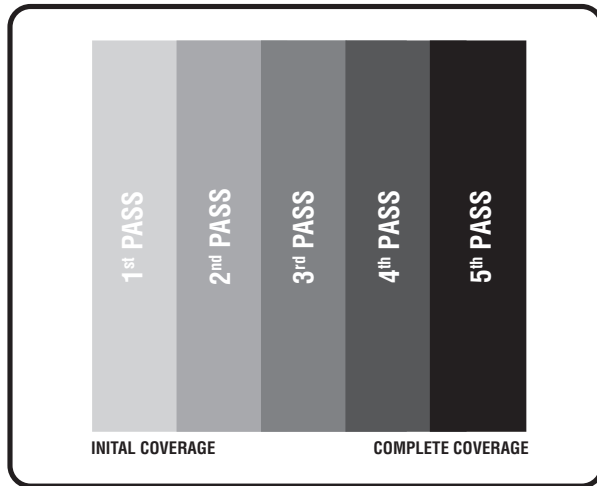 1st PASS
2nd PASS
3rd PASS
4th PASS
5th PASS
INITAL COVERAGE
COMPLETE COVERAGE